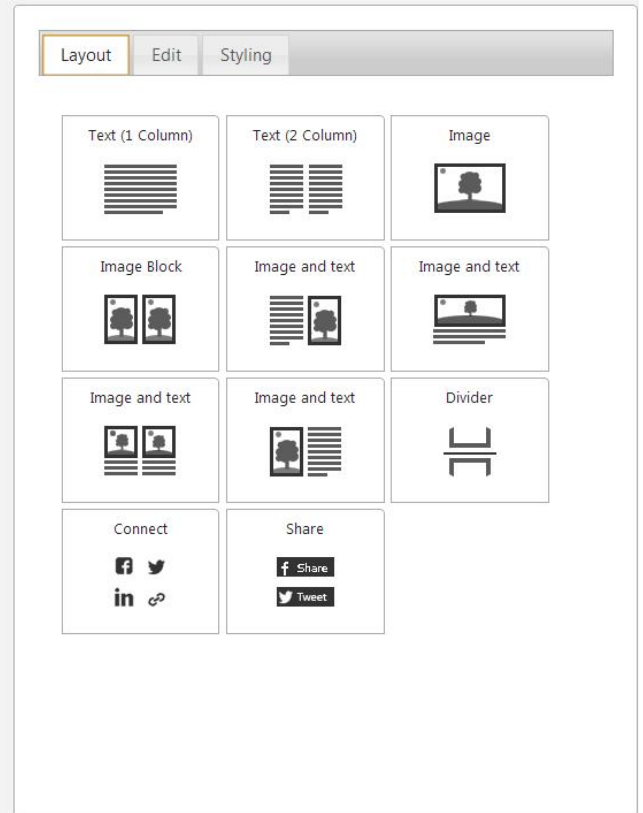 Layout Edit Styling
Text (1 Column) Text (2 Column) Image
Image Block Image and text Image and text
Image and text Image and text Divider
Connect Share
f Share
in Tweet